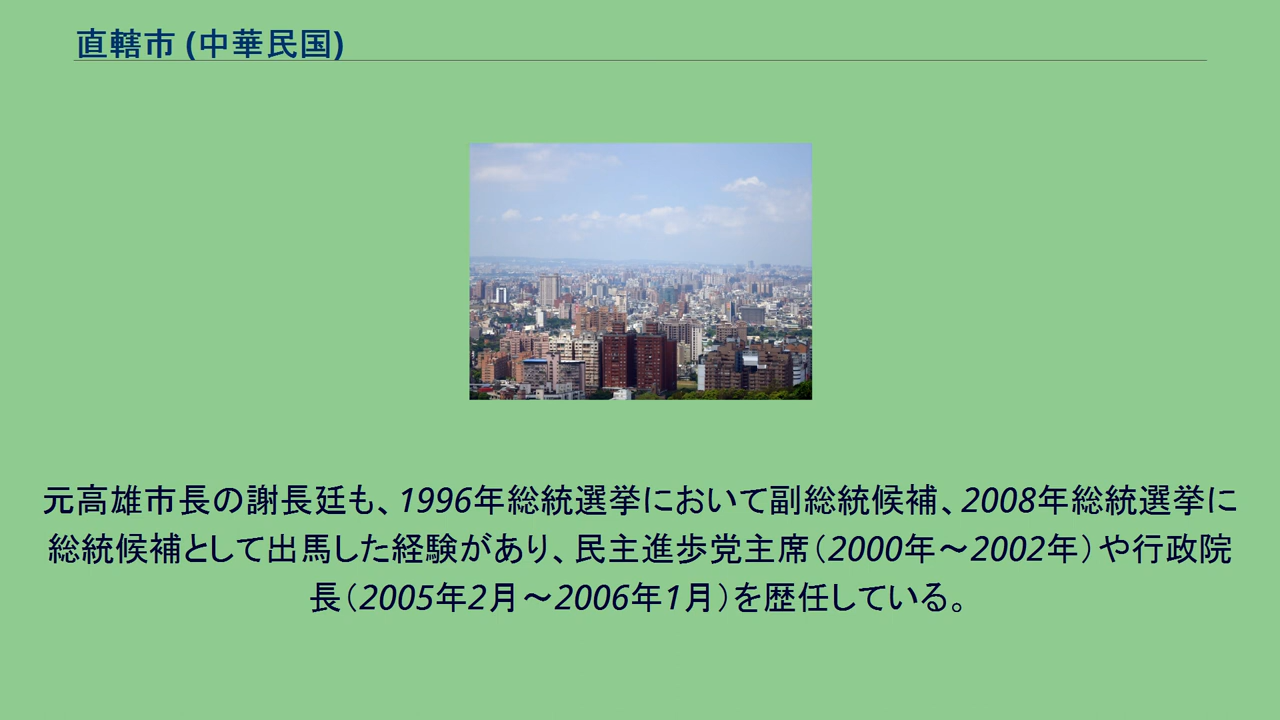 直轄市 (中華民国)
元高雄市長の謝長廷も、1996年総統選挙において副総統候補、2008年総統選挙に
総統候補として出馬した経験があり、民主進歩党主席（2000年～2002年）や行政院
長（2005年2月～2006年1月）を歴任している。